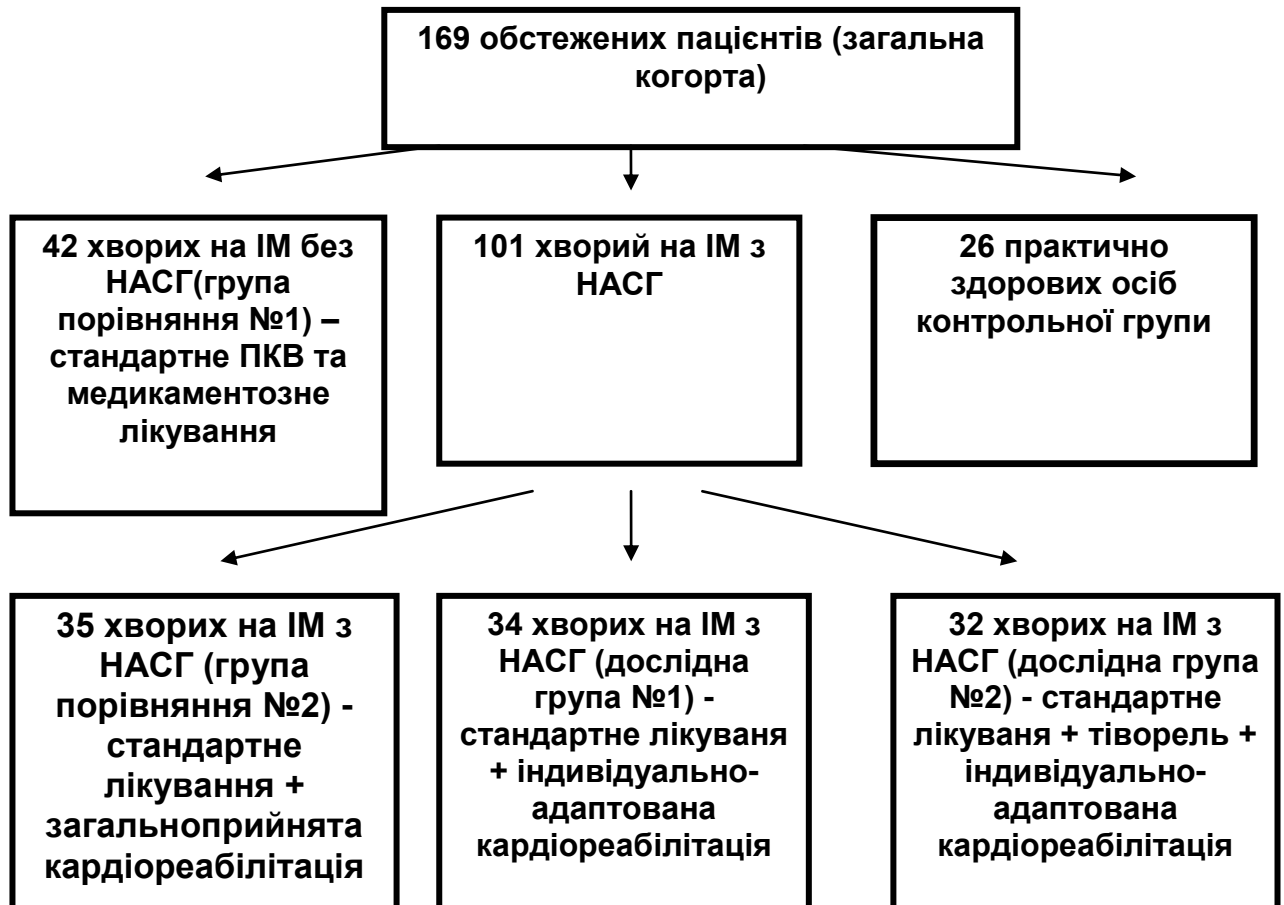 169 обстежених пацієнтів (загальна
когорта)
42 хворих на ІМ без
НАСГ(група
порівняння №1) –
стандартне ПКВ та
медикаментозне
лікування
101 хворий на ІМ з
НАСГ
26 практично
здорових осіб
контрольної групи
35 хворих на ІМ з
НАСГ (група
порівняння №2) -
стандартне
лікування +
загальноприйнята
кардіореабілітація
34 хворих на ІМ з
НАСГ (дослідна
група №1) -
стандартне лікуваня
+ індивідуально-
адаптована
кардіореабілітація
32 хворих на ІМ з
НАСГ (дослідна група
№2) - стандартне
лікуваня + тіворель +
індивідуально-
адаптована
кардіореабілітація